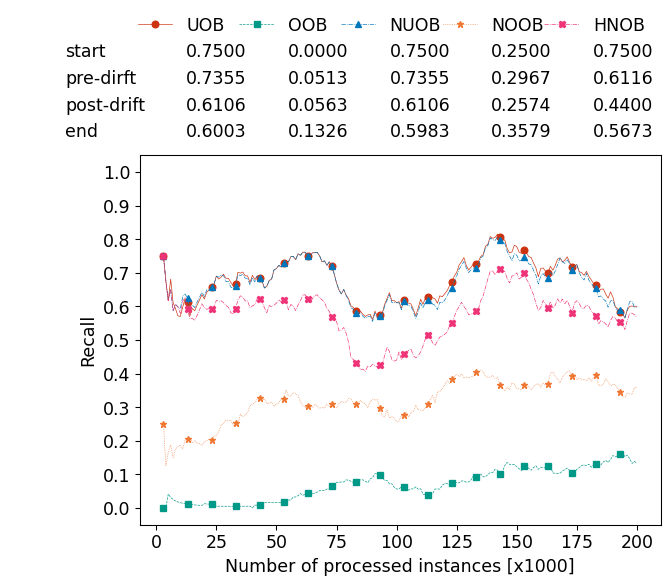 UOB OOB NUOB NOOB HNOB
start 0.7500 0.0000 0.7500 0.2500 0.7500
pre-dirft 0.7355 0.0513 0.7355 0.2967 0.6116
post-drift 0.6106 0.0563 0.6106 0.2574 0.4400
end 0.6003 0.1326 0.5983 0.3579 0.5673
1.0
0.9
0.8
0.7
0.6
0.5
0.4
0.3
0.2
0.1
0.0
Recall
0 25 50 75 100 125 150 175 200
Number of processed instances [x1000]